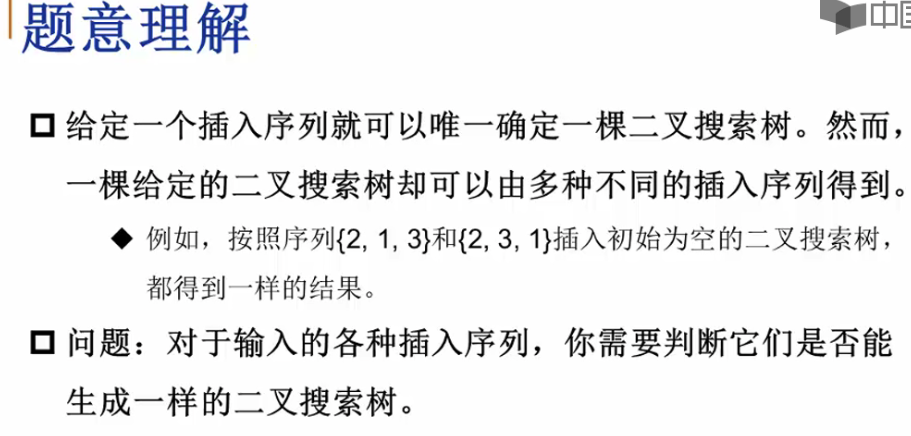 题意理解
中国
给定一个插入序列就可以唯一确定一棵二叉搜索树。然而，
一棵给定的二叉搜索树却可以由多种不同的插入序列得到。
例如，按照序列{2, 1, 3}和{2, 3, 1}插入初始为空的二叉搜索树，
都得到一样的结果。
问题：对于输入的各种插入序列，你需要判断它们是否能
生成一样的二叉搜索树。